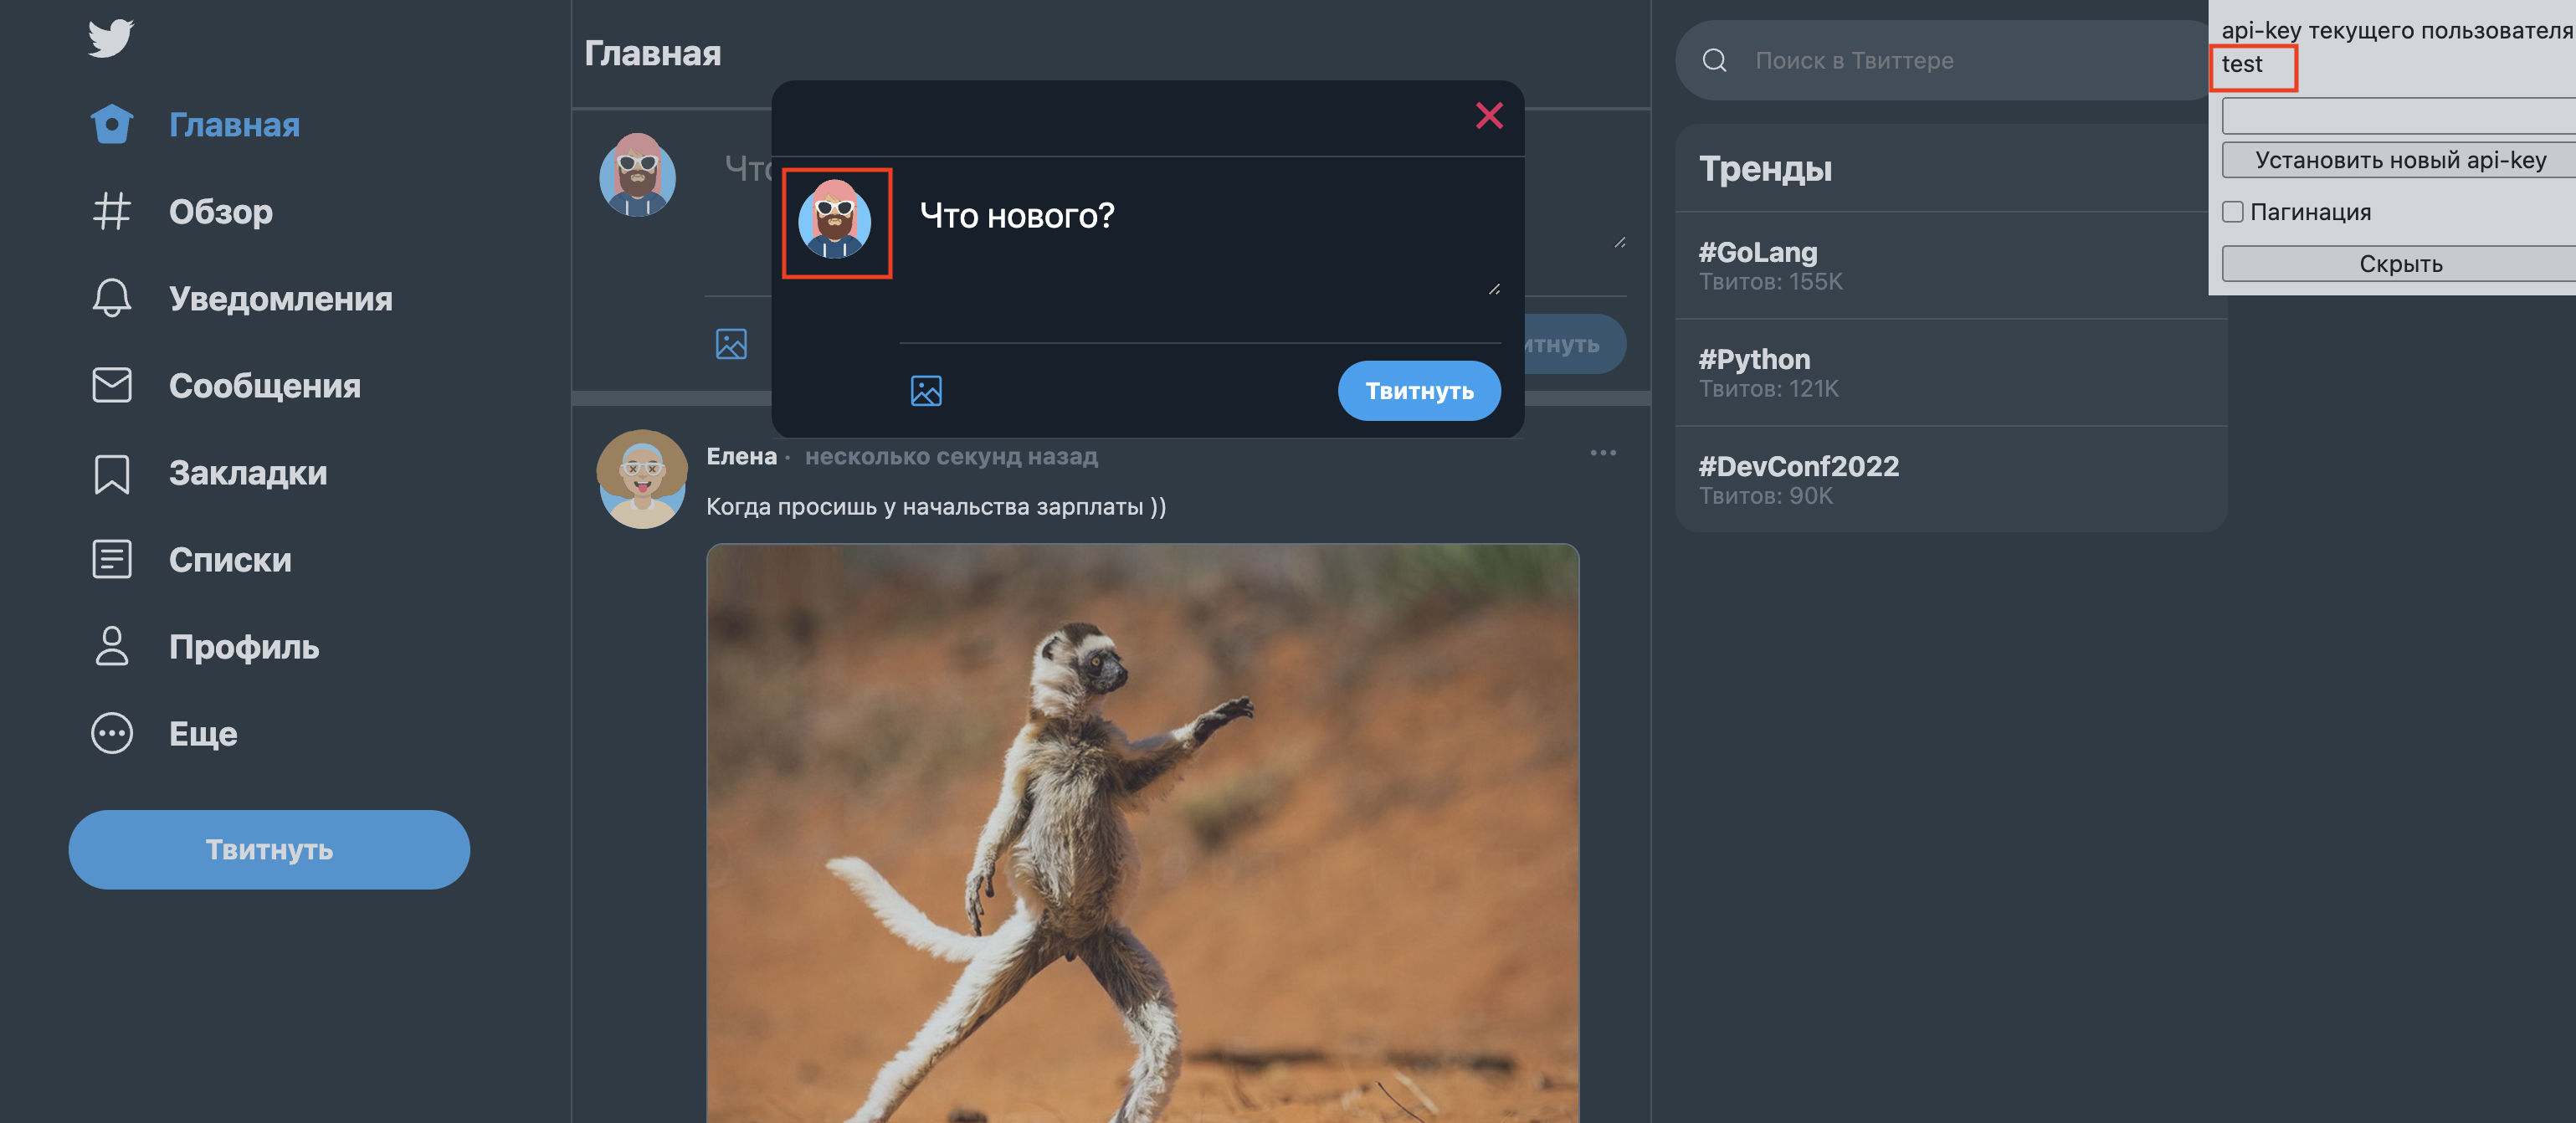 Главная
Обзор
Уведомления
Сообщения
Закладки
Списки
Профиль
Еще
Твитнуть
Главная
Что нового?
Твитнуть
Елена · несколько секунд назад
Когда просишь у начальства зарплаты ))
Поиск в Твиттере
Тренды
#GoLang
Твитов: 155K
#Python
Твитов: 121K
#DevConf2022
Твитов: 90K
api-key текущего пользователя
test
Установить новый api-key
Пагинация
Скрыть